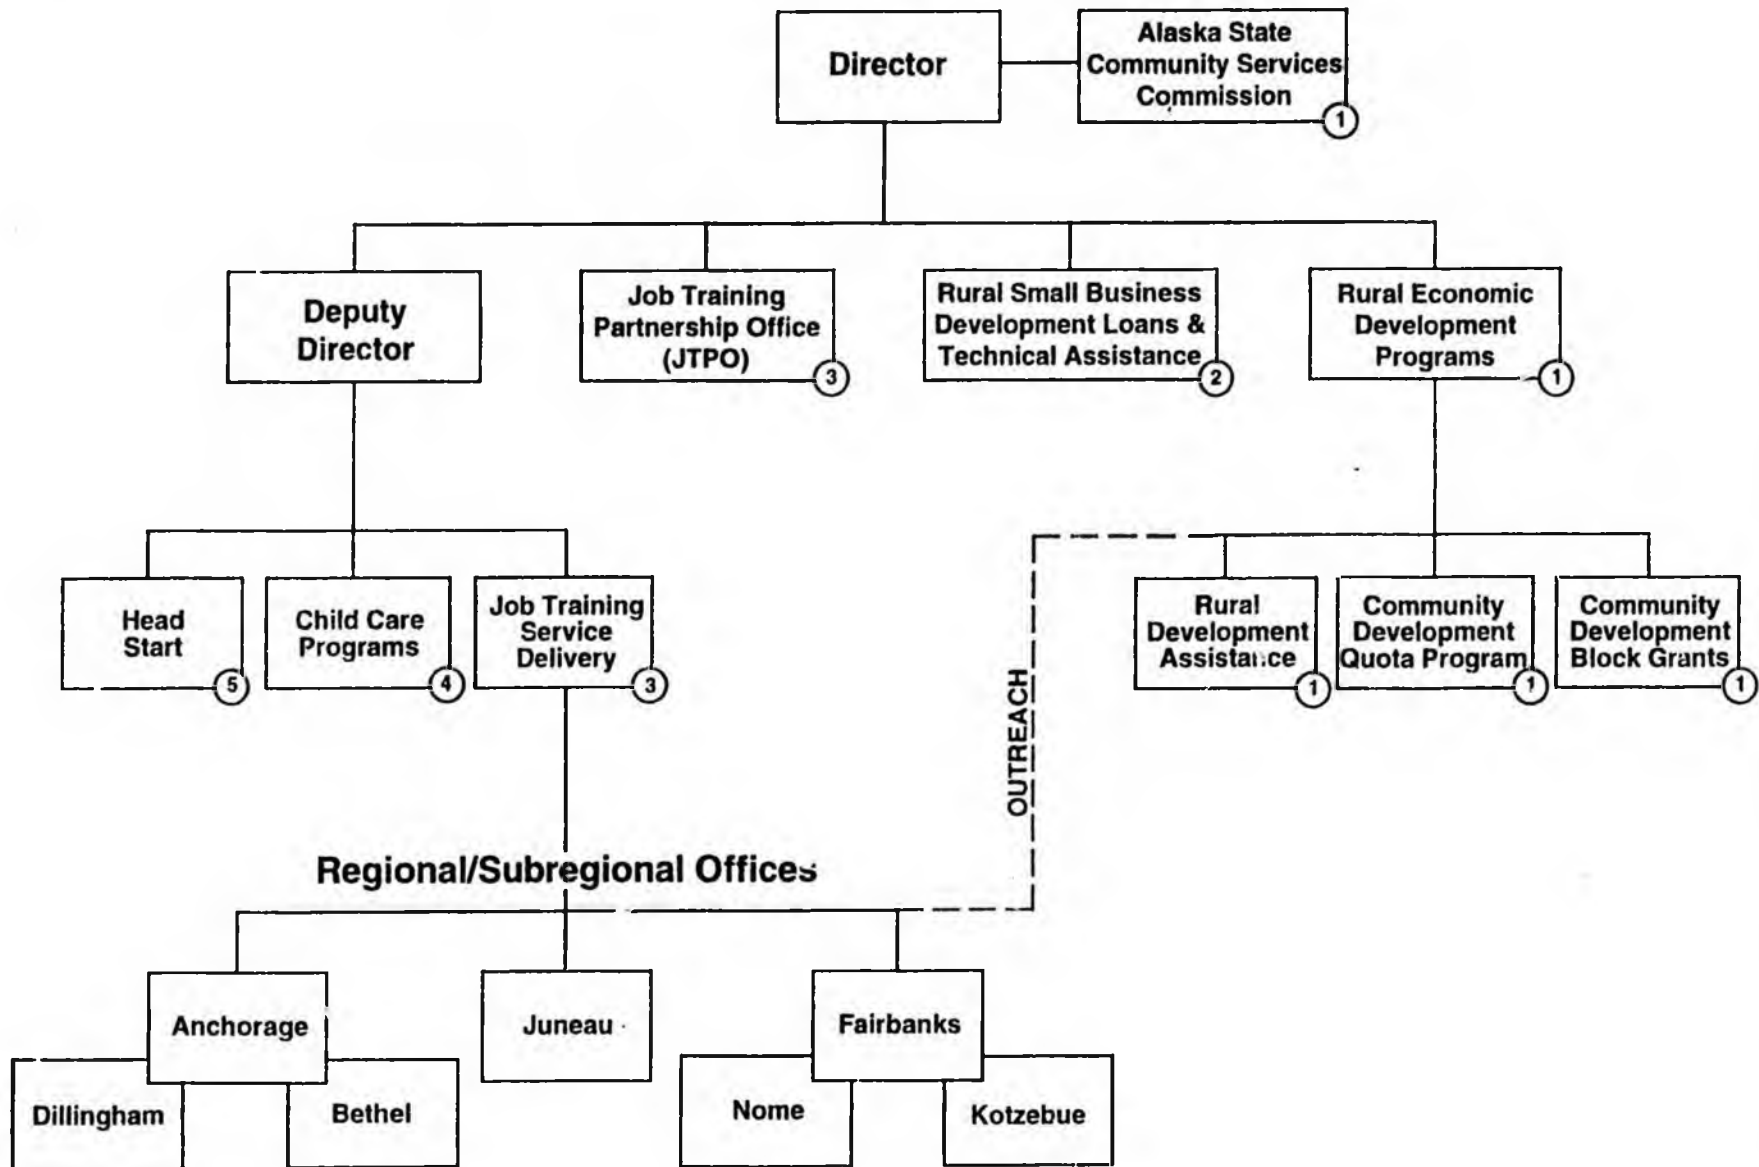 Director
Alaska State
Community Services
Commission
1
Deputy
Director
Job Training
Partnership Office
(JTPO)
3
Rural Small Business
Development Loans &
Technical Assistance
2
Rural Economic
Development
Programs
1
Head
Start
5
Child Care
Programs
4
Job Training
Service
Delivery
3
Rural
Development
Assistance
1
Community
Development
Quota Program
1
Community
Development
Block Grants
1
OUTREACH
Regional/Subregional Offices
Anchorage
Juneau
Fairbanks
Dillingham
Bethel
Nome
Kotzebue